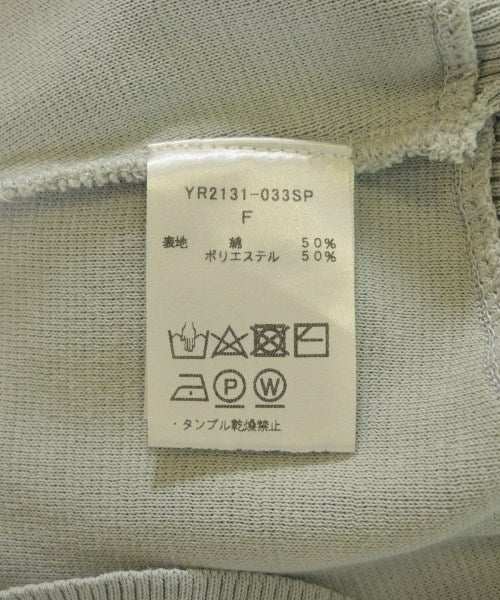 YR2131-033SP
F
表地 綿 50%
ポリエステル 50%
P W
・タンブル乾燥禁止